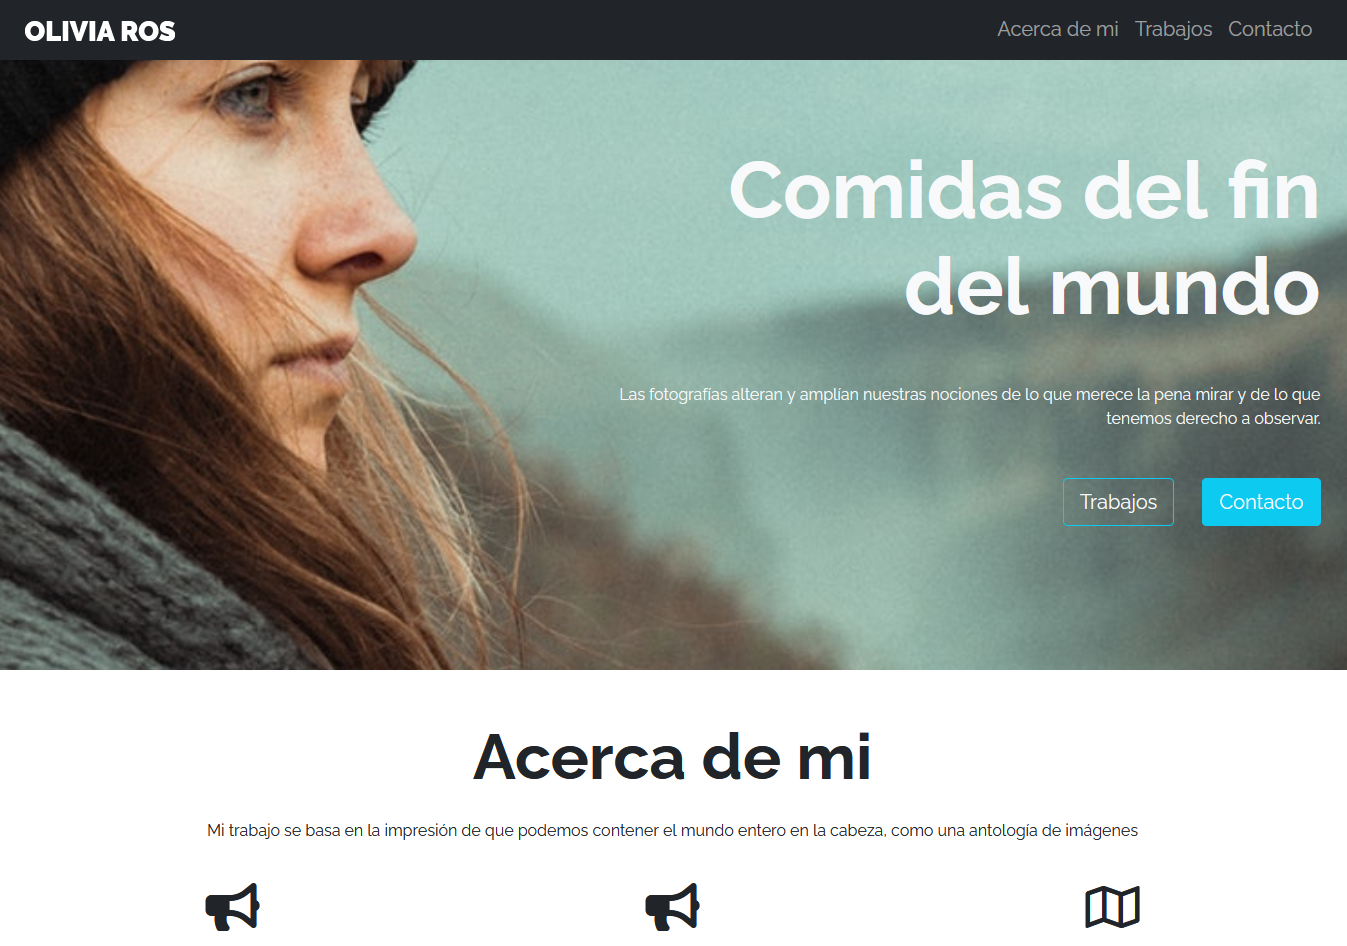 OLIVIA ROS
Acerca de mi Trabajos Contacto
Comidas del fin
del mundo
Las fotografías alteran y amplían nuestras nociones de lo que merece la pena mirar y de lo que
tenemos derecho a observar.
Trabajos Contacto
Acerca de mi
Mi trabajo se basa en la impresión de que podemos contener el mundo entero en la cabeza, como una antología de imágenes